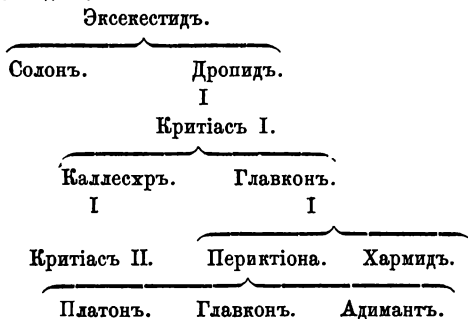 Эксекестидъ.
Солонъ. Дропидъ.
I
Критіасъ I.
Каллесхръ. Главконъ.
I I
Критіасъ II. Периктіона. Хармидъ.
Платонъ. Главконъ. Адимантъ.